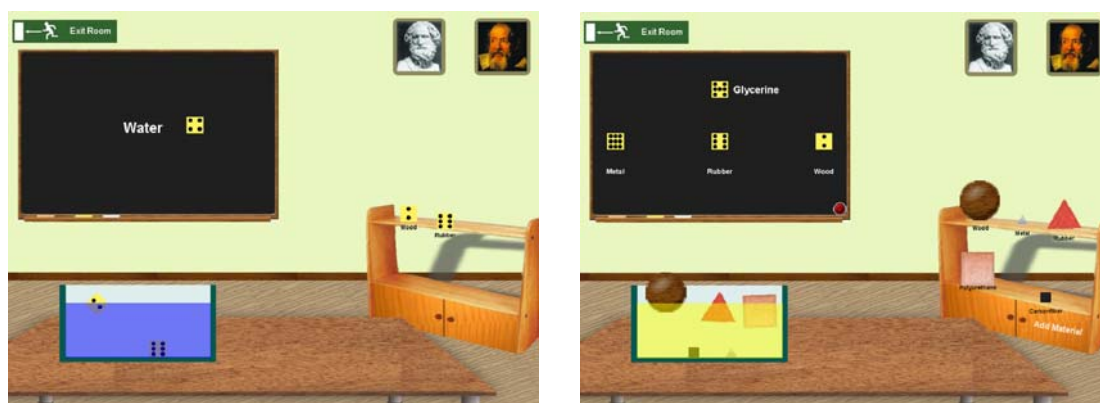 Exit Room
Water
Wood
Rubber
Exit Room
Glycerine
Metal
Rubber
Wood
Wood
Metal
Rubber
Polyurethane
Add Material